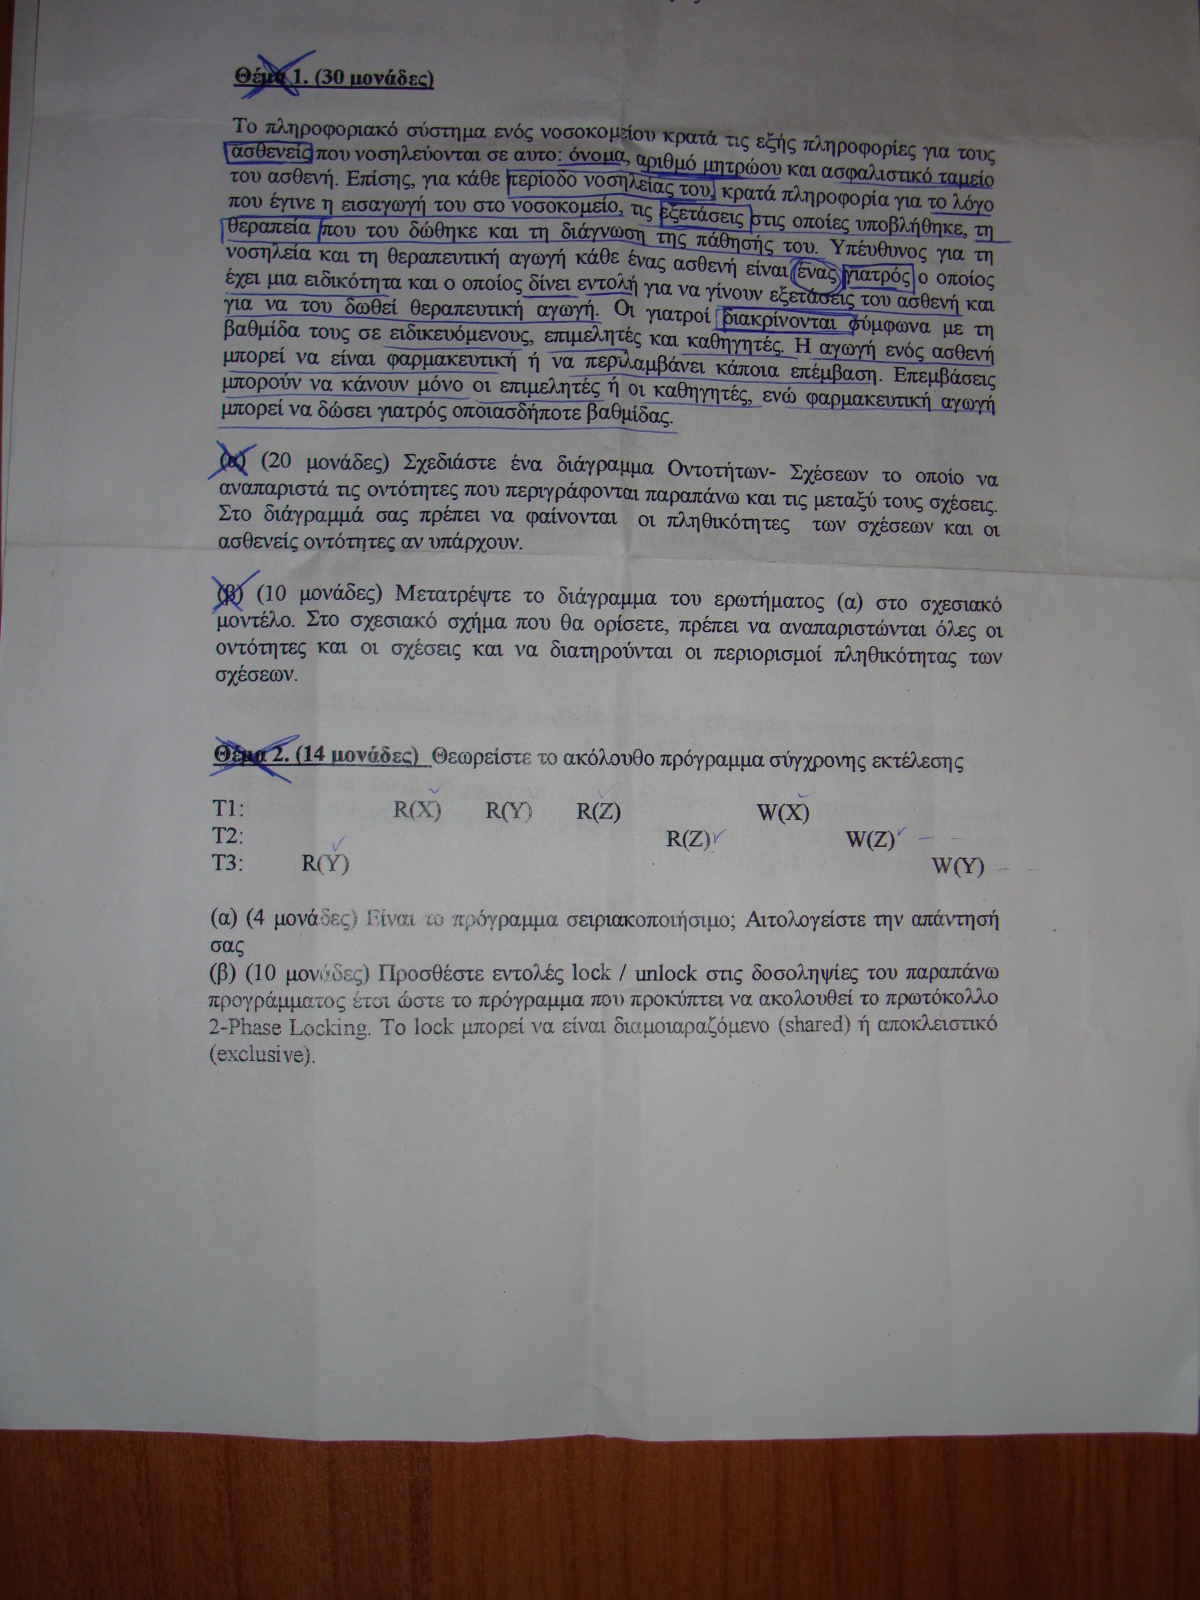 Θέμα 1. (30 μονάδες)
Το πληροφοριακό σύστημα ενός νοσοκομείου κρατά τις εξής πληροφορίες για τους
ασθενείς που νοσηλεύονται σε αυτο: όνομα, αριθμό μητρώου και ασφαλιστικό ταμείο
του ασθενή. Επίσης, για κάθε περίοδο νοσηλείας του, κρατά πληροφορία για το λόγο
που έγινε η εισαγωγή του στο νοσοκομείο, τις εξετάσεις στις οποίες υποβλήθηκε, τη
θεραπεία που του δώθηκε και τη διάγνωση της πάθησής του. Υπέυθυνος για τη
νοσηλεία και τη θεραπευτική αγωγή κάθε ένας ασθενή είναι ένας γιατρός ο οποίος
έχει μια ειδικότητα και ο οποίος δίνει εντολή για να γίνουν εξετάσεις του ασθενή και
για να του δωθεί θεραπευτική αγωγή. Οι γιατροί διακρίνονται σύμφωνα με τη
βαθμίδα τους σε ειδικευόμενους, επιμελητές και καθηγητές. Η αγωγή ενός ασθενή
μπορεί να είναι φαρμακευτική ή να περιλαμβάνει κάποια επέμβαση. Επεμβάσεις
μπορούν να κάνουν μόνο οι επιμελητές ή οι καθηγητές, ενώ φαρμακευτική αγωγή
μπορεί να δώσει γιατρός οποιασδήποτε βαθμίδας.
(α) (20 μονάδες) Σχεδιάστε ένα διάγραμμα Οντοτήτων- Σχέσεων το οποίο να
αναπαριστά τις οντότητες που περιγράφονται παραπάνω και τις μεταξύ τους σχέσεις.
Στο διάγραμμά σας πρέπει να φαίνονται οι πληθικότητες των σχέσεων και οι
ασθενείς οντότητες αν υπάρχουν.
(β) (10 μονάδες) Μετατρέψτε το διάγραμμα του ερωτήματος (α) στο σχεσιακό
μοντέλο. Στο σχεσιακό σχήμα που θα ορίσετε, πρέπει να αναπαριστώνται όλες οι
οντότητες και οι σχέσεις και να διατηρούνται οι περιορισμοί πληθικότητας των
σχέσεων.
Θέμα 2. (14 μονάδες) Θεωρείστε το ακόλουθο πρόγραμμα σύγχρονης εκτέλεσης
T1: R(X) R(Y) R(Z) W(X)
T2: R(Z) W(Z)
T3: R(Y) W(Y)
(α) (4 μονάδες) Είναι το πρόγραμμα σειριακοποιήσιμο; Αιτολογείστε την απάντησή
σας
(β) (10 μονάδες) Προσθέστε εντολές lock / unlock στις δοσοληψίες του παραπάνω
προγράμματος έτσι ώστε το πρόγραμμα που προκύπτει να ακολουθεί το πρωτόκολλο
2-Phase Locking. Το lock μπορεί να είναι διαμοιαραζόμενο (shared) ή αποκλειστικό
(exclusive).